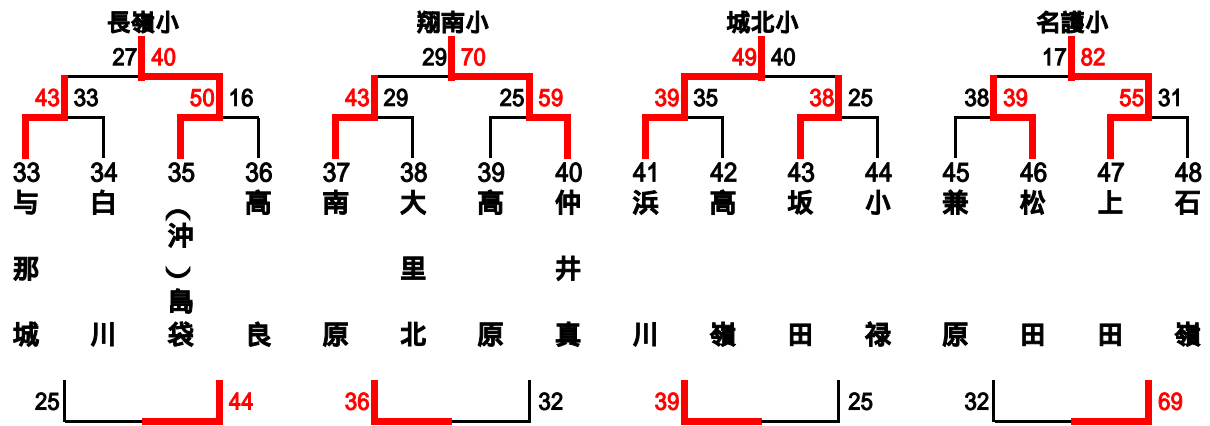 長嶺小 翔南小 城北小 名護小
27 40 29 70 49 40 17 82
43 33 50 16 43 29 25 59 39 35 38 25 38 39 55 31
33 34 35 36 37 38 39 40 41 42 43 44 45 46 47 48
与那城
白川
(沖)島袋
高良
南原
大里北
高原
仲井真
浜川
高嶺
坂田
小禄
兼原
松田
上田
石嶺
25 44 36 32 39 25 32 69